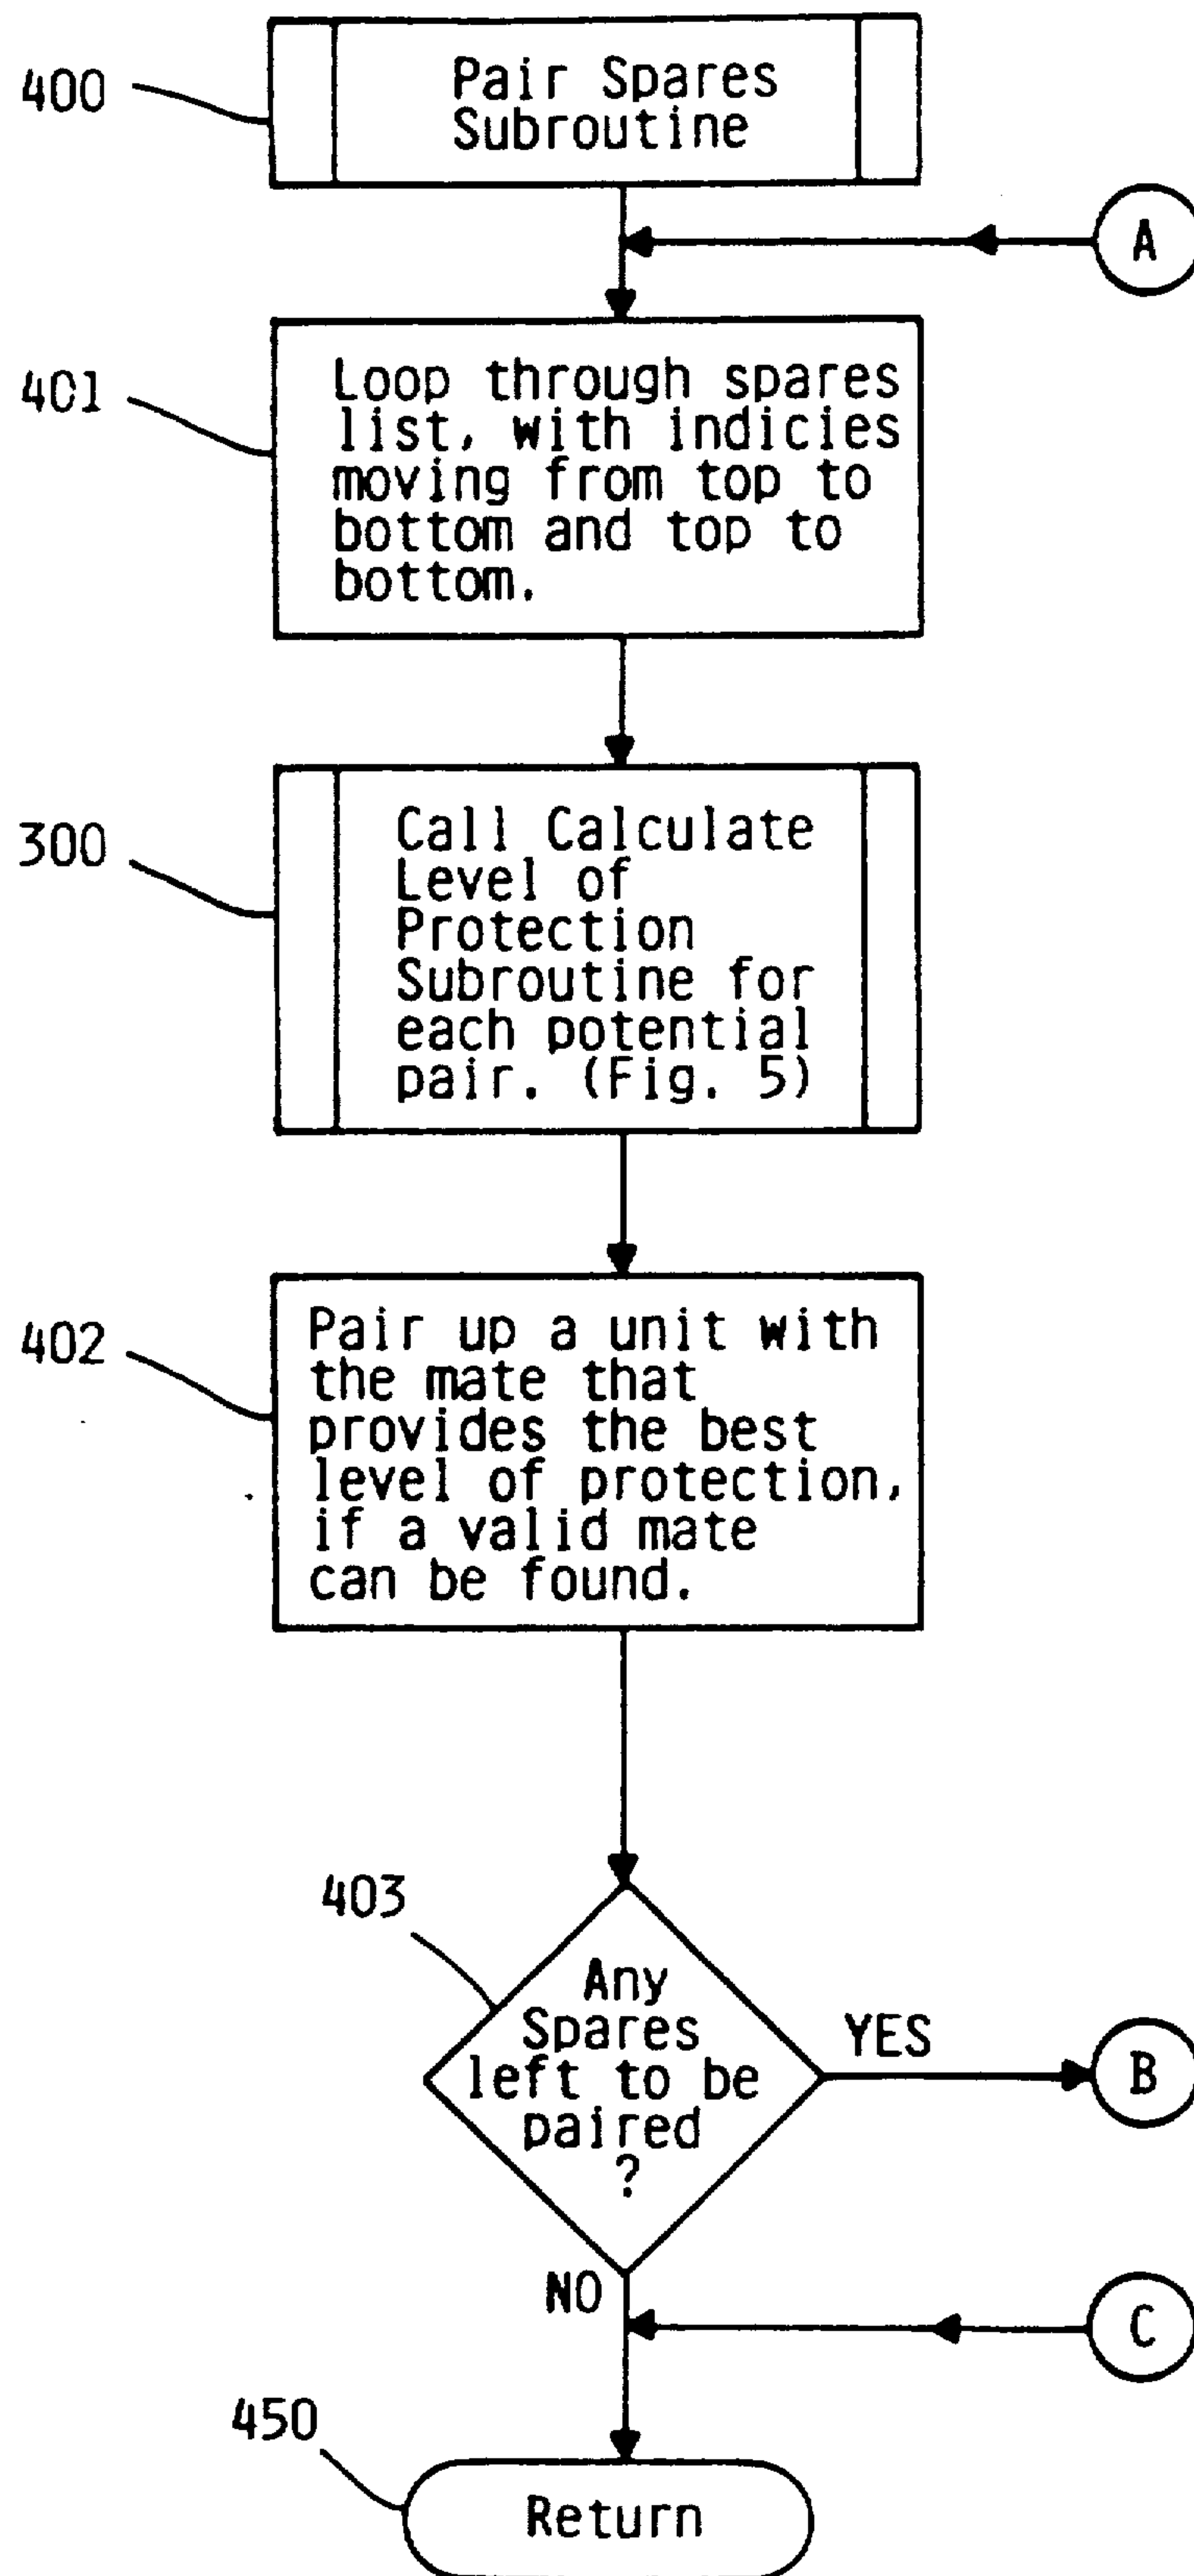 400
Pair Spares
Subroutine
A
401
Loop through spares
list, with indicies
moving from top to
bottom and top to
bottom.
300
Call Calculate
Level of
Protection
Subroutine for
each potential
pair. (Fig. 5)
402
Pair up a unit with
the mate that
provides the best
level of protection,
if a valid mate
can be found.
403
Any
Spares
left to be
paired
?
YES
B
NO
C
450
Return